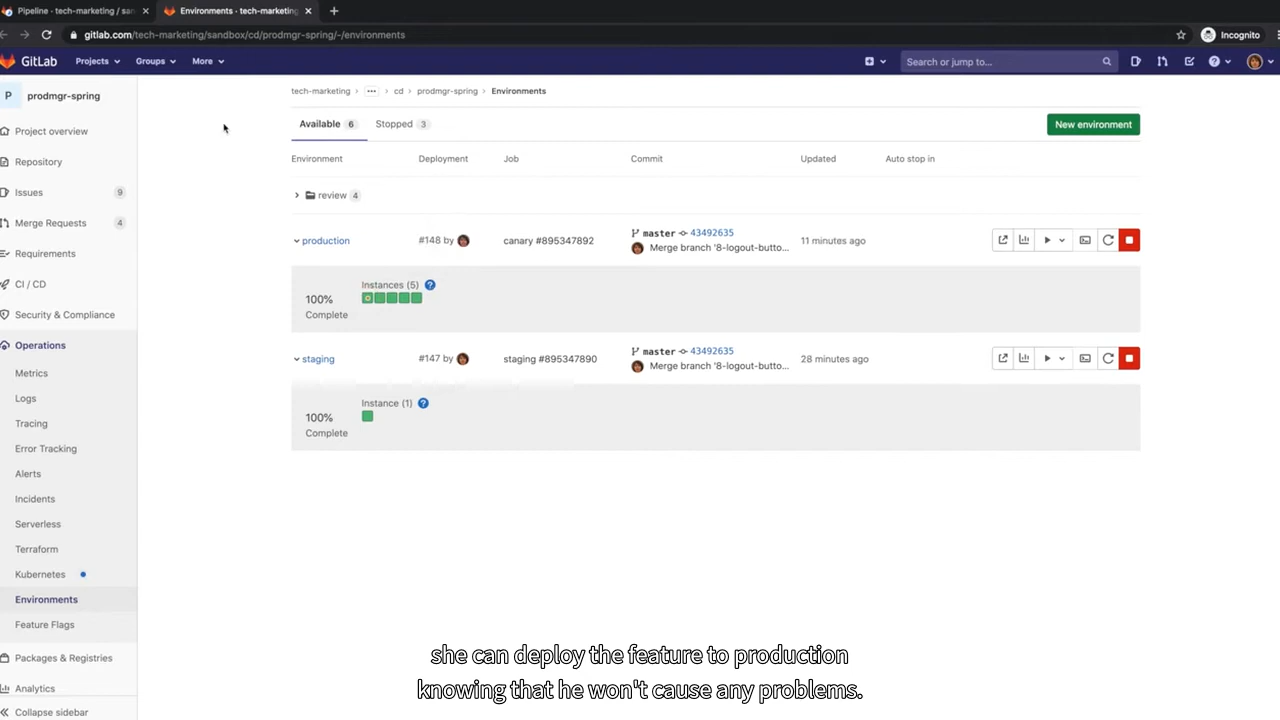 Pipeline · tech-marketing / san
Environments · tech-marketing
gitlab.com/tech-marketing/sandbox/cd/prodmgr-spring/-/environments
Incognito
GitLab
Projects
Groups
More
Search or jump to...
P
prodmgr-spring
Project overview
Repository
Issues 9
Merge Requests 4
Requirements
CI / CD
Security & Compliance
Operations
Metrics
Logs
Tracing
Error Tracking
Alerts
Incidents
Serverless
Terraform
Kubernetes
Environments
Feature Flags
Packages & Registries
Analytics
Collapse sidebar
tech-marketing > ... > cd > prodmgr-spring > Environments
Available 6 Stopped 3
New environment
Environment Deployment Job Commit Updated Auto stop in
review 4
production #148 by canary #895347892 master 43492635 11 minutes ago
Merge branch '8-logout-butto...
100% Complete
Instances (5)
staging #147 by staging #895347890 master 43492635 28 minutes ago
Merge branch '8-logout-butto...
100% Complete
Instance (1)
she can deploy the feature to production
knowing that he won't cause any problems.